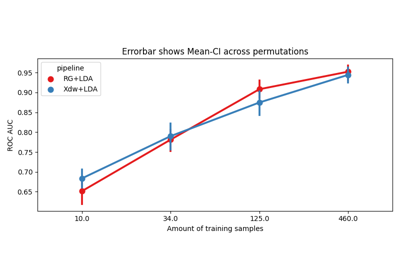 Errorbar shows Mean-CI across permutations
pipeline
RG+LDA
Xdw+LDA
ROC AUC
0.95
0.90
0.85
0.80
0.75
0.70
0.65
10.0
34.0
125.0
460.0
Amount of training samples